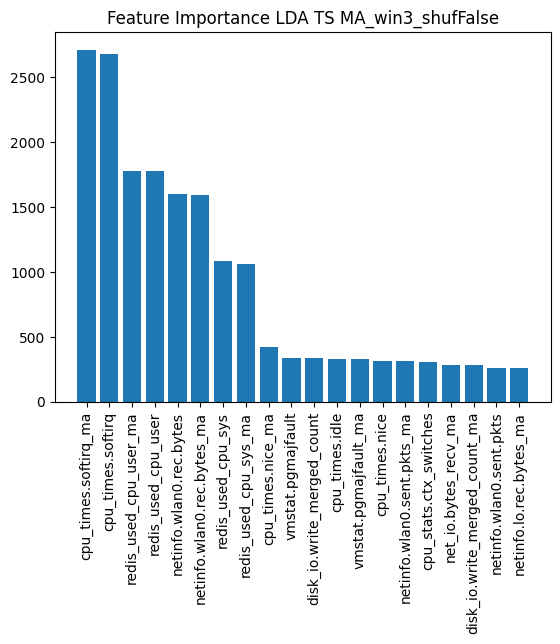 Feature Importance LDA TS MA_win3_shufFalse
2500
2000
1500
1000
500
0
cpu_times.softirq_ma
cpu_times.softirq
redis_used_cpu_user_ma
redis_used_cpu_user
netinfo.wlan0.rec.bytes
netinfo.wlan0.rec.bytes_ma
redis_used_cpu_sys
redis_used_cpu_sys_ma
cpu_times.nice_ma
vmstat.pgmajfault
disk_io.write_merged_count
cpu_times.idle
vmstat.pgmajfault_ma
cpu_times.nice
netinfo.wlan0.sent.pkts_ma
cpu_stats.ctx_switches
net_io.bytes_recv_ma
disk_io.write_merged_count_ma
netinfo.wlan0.sent.pkts
netinfo.lo.rec.bytes_ma